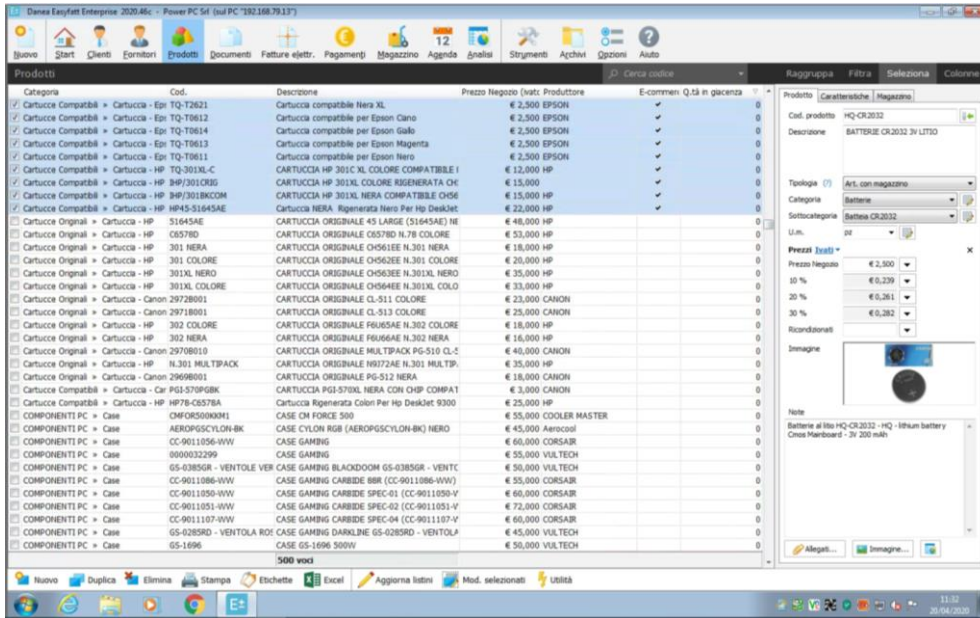 Danea Easyfatt Enterprise 2020.46c - Power PC Srl (sul PC "192.168.79.13")
Nuovo Start Clienti Fornitori Prodotti Documenti Fatture elettr. Pagamenti Magazzino Agenda Analisi Strumenti Archivi Opzioni Aiuto
Prodotti Cerca codice Raggruppa Filtra Seleziona Colonne
Categoria Cod. Descrizione Prezzo Negozio (ivato Produttore E-commen Q.tà in giacenza
Cartucce Compatibili » Cartuccia - Eps TQ-T2621 Cartuccia compatibile Nera XL € 2,500 EPSON 0
Cartucce Compatibili » Cartuccia - Eps TQ-T0612 Cartuccia compatibile per Epson Ciano € 2,500 EPSON 0
Cartucce Compatibili » Cartuccia - Eps TQ-T0614 Cartuccia compatibile per Epson Giallo € 2,500 EPSON 0
Cartucce Compatibili » Cartuccia - Eps TQ-T0613 Cartuccia compatibile per Epson Magenta € 2,500 EPSON 0
Cartucce Compatibili » Cartuccia - Eps TQ-T0611 Cartuccia compatibile per Epson Nero € 2,500 EPSON 0
Cartucce Compatibili » Cartuccia - HP TQ-301XL-C CARTUCCIA HP 301C XL COLORE COMPATIBILE € 12,000 HP 0
Cartucce Compatibili » Cartuccia - HP IHP/301CRIG CARTUCCIA HP 301XL COLORE RIGENERATA CH € 15,000 0
Cartucce Compatibili » Cartuccia - HP IHP/301BKCOM CARTUCCIA HP 301XL NERA COMPATIBILE CH56 € 15,000 HP 0
Cartucce Compatibili » Cartuccia - HP HP45-51645AE Cartuccia NERA Rigenerata Nero Per Hp DeskJet € 22,000 HP 0
Cartucce Originali » Cartuccia - HP 51645AE CARTUCCIA ORIGINALE 45 LARGE (51645AE) NE € 48,000 HP 0
Cartucce Originali » Cartuccia - HP C6578D CARTUCCIA ORIGINALE C6578D N.78 COLORE € 53,000 HP 0
Cartucce Originali » Cartuccia - HP 301 NERA CARTUCCIA ORIGINALE CH561EE N.301 NERA € 18,000 HP 0
Cartucce Originali » Cartuccia - HP 301 COLORE CARTUCCIA ORIGINALE CH562EE N.301 COLORE € 20,000 HP 0
Cartucce Originali » Cartuccia - HP 301XL NERO CARTUCCIA ORIGINALE CH563EE N.301XL NERO € 35,000 HP 0
Cartucce Originali » Cartuccia - HP 301XL COLORE CARTUCCIA ORIGINALE CH564EE N.301XL COLO € 33,000 HP 0
Cartucce Originali » Cartuccia - Canon 2972B001 CARTUCCIA ORIGINALE CL-511 COLORE € 23,000 CANON 0
Cartucce Originali » Cartuccia - Canon 2971B001 CARTUCCIA ORIGINALE CL-513 COLORE € 25,000 CANON 0
Cartucce Originali » Cartuccia - HP 302 COLORE CARTUCCIA ORIGINALE F6U65AE N.302 COLORE € 18,000 HP 0
Cartucce Originali » Cartuccia - HP 302 NERA CARTUCCIA ORIGINALE F6U66AE N.302 NERA € 16,000 HP 0
Cartucce Originali » Cartuccia - Canon 2970B010 CARTUCCIA ORIGINALE MULTIPACK PG-510 CL-5 € 40,000 CANON 0
Cartucce Originali » Cartuccia - HP N.301 MULTIPACK CARTUCCIA ORIGINALE N9J72AE N.301 MULTIP. € 35,000 HP 0
Cartucce Originali » Cartuccia - Canon 2969B001 CARTUCCIA ORIGINALE PG-512 NERA € 18,000 CANON 0
Cartucce Compatibili » Cartuccia - Car PGI-570PGBK CARTUCCIA PGI-570XL NERA CON CHIP COMPAT € 3,000 CANON 0
Cartucce Compatibili » Cartuccia - HP HP78-C6578A Cartuccia Rigenerata Colori Per Hp DeskJet 9300 € 25,000 HP 0
COMPONENTI PC » Case CMFOR500KKM1 CASE CM FORCE 500 € 55,000 COOLER MASTER 0
COMPONENTI PC » Case AEROPGSCYLON-BK CASE CYLON RGB (AEROPGSCYLON-BK) NERO € 45,000 Aerocool 0
COMPONENTI PC » Case CC-9011056-WW CASE GAMING € 60,000 CORSAIR 0
COMPONENTI PC » Case 0000032299 CASE GAMING € 55,000 VULTECH 0
COMPONENTI PC » Case GS-0385GR - VENTOLE VER CASE GAMING BLACKDOOM GS-0385GR - VENTC € 50,000 VULTECH 0
COMPONENTI PC » Case CC-9011086-WW CASE GAMING CARBIDE 88R (CC-9011086-WW) € 55,000 CORSAIR 0
COMPONENTI PC » Case CC-9011050-WW CASE GAMING CARBIDE SPEC-01 (CC-9011050-V € 60,000 CORSAIR 0
COMPONENTI PC » Case CC-9011051-WW CASE GAMING CARBIDE SPEC-02 (CC-9011051-V € 72,000 CORSAIR 0
COMPONENTI PC » Case CC-9011107-WW CASE GAMING CARBIDE SPEC-04 (CC-9011107-V € 60,000 CORSAIR 0
COMPONENTI PC » Case GS-0285RD - VENTOLA ROS CASE GAMING DARKLINE GS-0285RD - VENTOLA € 45,000 VULTECH 0
COMPONENTI PC » Case GS-1696 CASE GS-1696 500W € 50,000 VULTECH 0
500 voci
Prodotto Caratteristiche Magazzino
Cod. prodotto HQ-CR2032
Descrizione BATTERIE CR2032 3V LITIO
Tipologia (?) Art. con magazzino
Categoria Batterie
Sottocategoria Batteia CR2032
U.m. pz
Prezzi Ivati
Prezzo Negozio € 2,500
10 % € 0,239
20 % € 0,261
30 % € 0,282
Ricondizionati
Immagine
Note
Batterie al litio HQ-CR2032 - HQ - lithium battery
Cmos Mainboard - 3V 200 mAh
Allegati... Immagine...
Nuovo Duplica Elimina Stampa Etichette Excel Aggiorna listini Mod. selezionati Utilità
11:32
20/04/2020